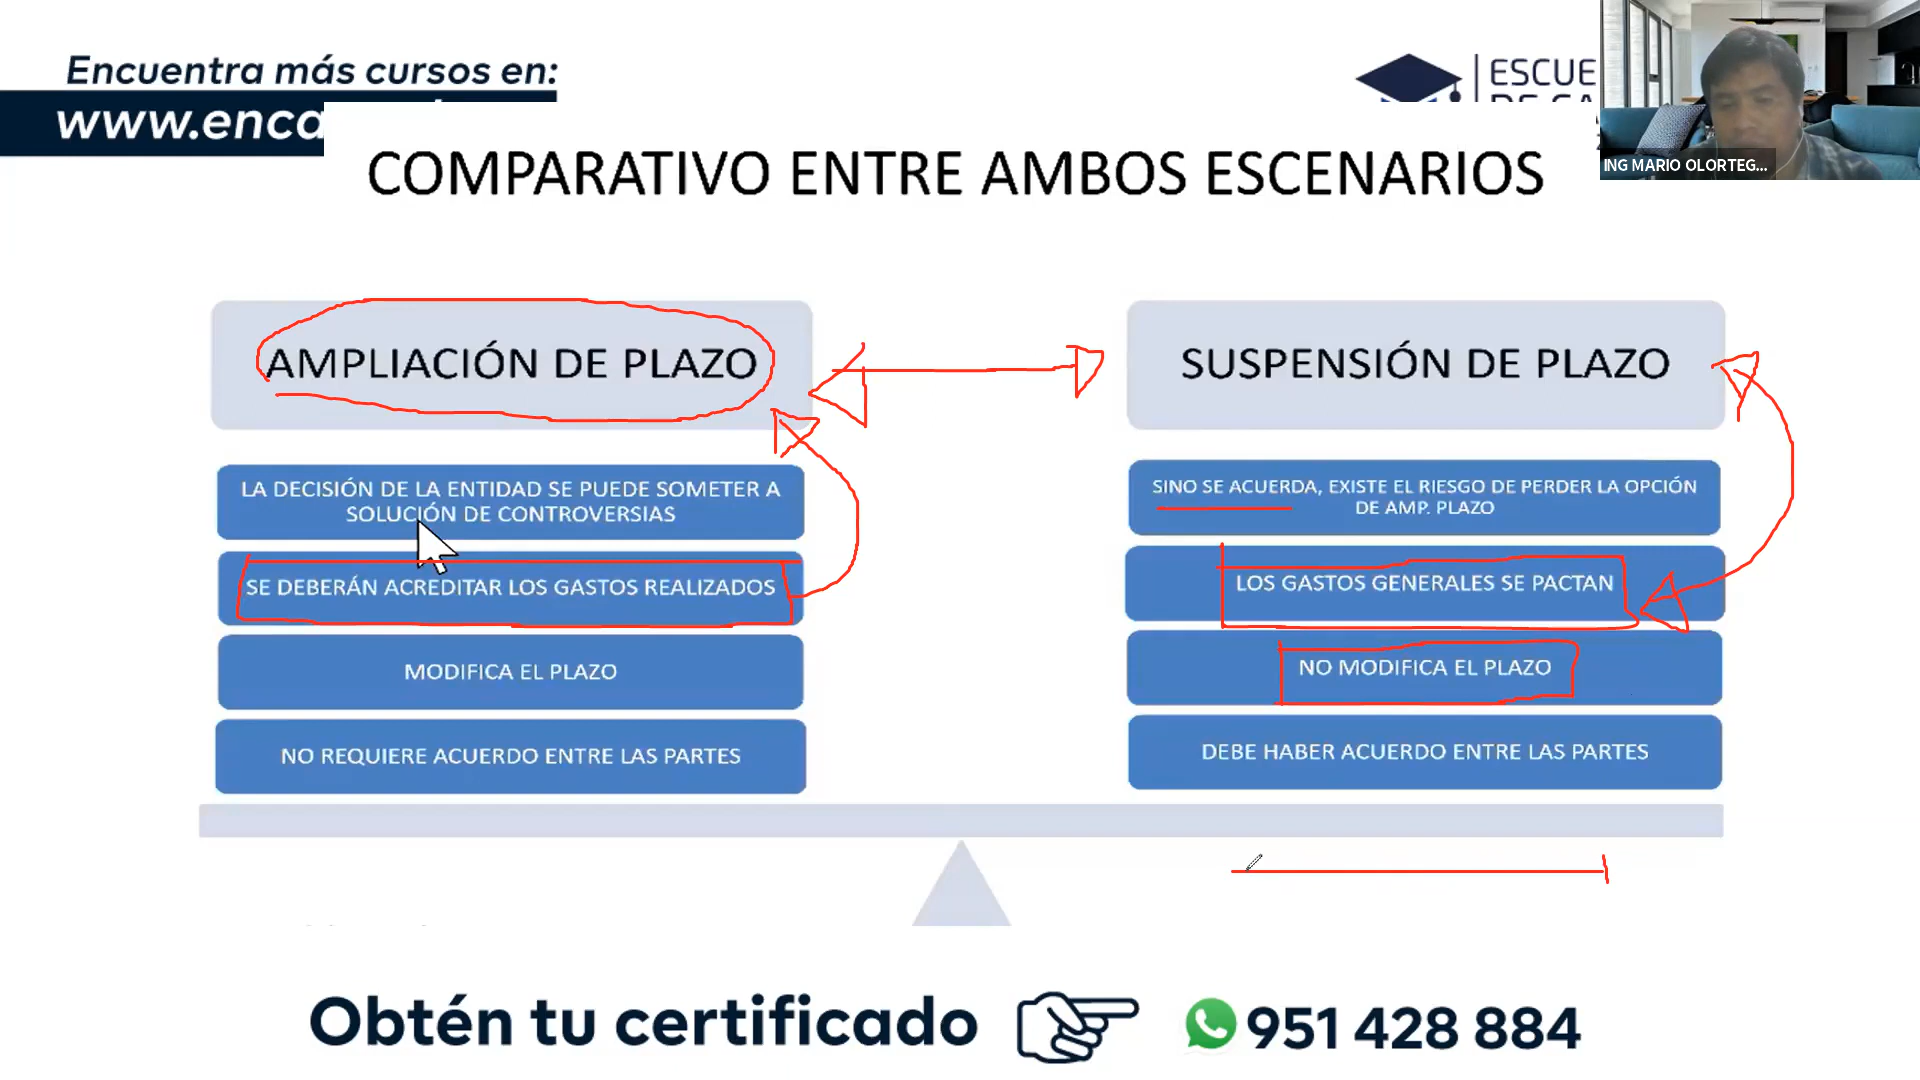 Encuentra más cursos en:
www.enca
ESCUE
ING MARIO OLORTEG...
COMPARATIVO ENTRE AMBOS ESCENARIOS
AMPLIACIÓN DE PLAZO
LA DECISIÓN DE LA ENTIDAD SE PUEDE SOMETER A
SOLUCIÓN DE CONTROVERSIAS
SE DEBERÁN ACREDITAR LOS GASTOS REALIZADOS
MODIFICA EL PLAZO
NO REQUIERE ACUERDO ENTRE LAS PARTES
SUSPENSIÓN DE PLAZO
SINO SE ACUERDA, EXISTE EL RIESGO DE PERDER LA OPCIÓN
DE AMP. PLAZO
LOS GASTOS GENERALES SE PACTAN
NO MODIFICA EL PLAZO
DEBE HABER ACUERDO ENTRE LAS PARTES
Obtén tu certificado
951 428 884